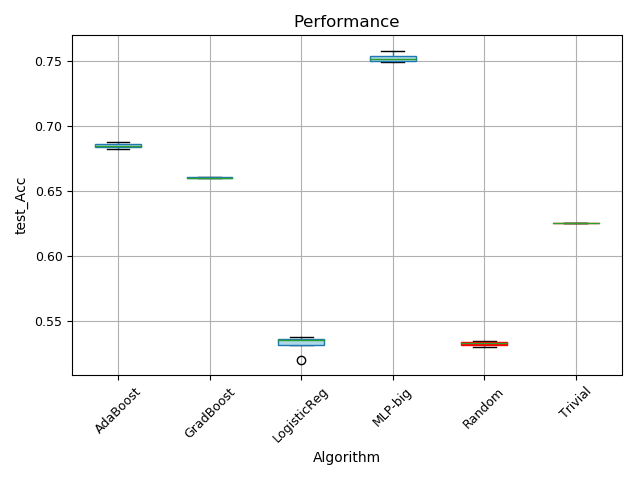 Performance
test_Acc
0.75
0.70
0.65
0.60
0.55
AdaBoost
GradBoost
LogisticReg
MLP-big
Random
Trivial
Algorithm